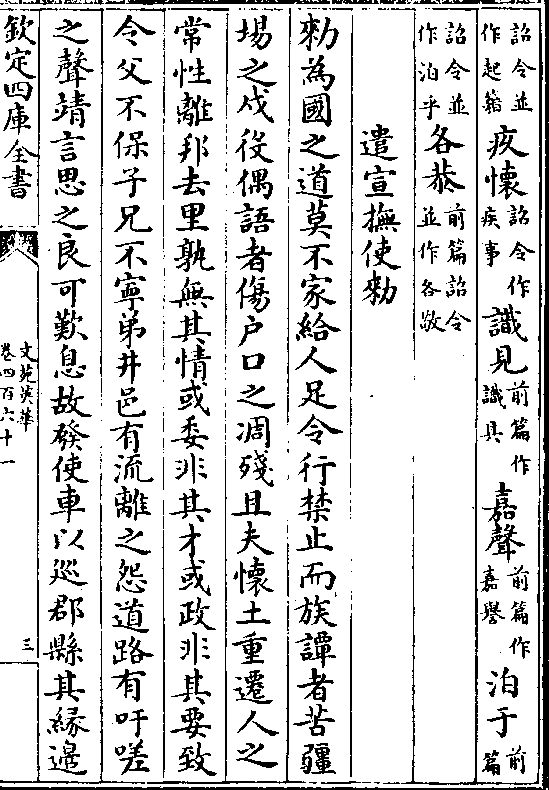 詔令並作起籍疚懷詔令作疾事識見前篇作識具嘉聲前篇作嘉譽泊于前篇
詔令並作泊乎各恭前篇詔令並作各敬
遣宣撫使勑
勑為國之道莫不家給人足令行禁止而族譚者苦疆
埸之戍役偶語者傷户口之凋殘且夫懷土重遷人之
常性離邦去里孰無其情或委非其才或政非其要致
令父不保子兄不寧弟井邑有流離之怨道路有吁嗟
之聲靖言思之良可歎息故發使車以巡郡縣其緣邊
欽定四庫全書
文苑英華
卷四百六十一
三